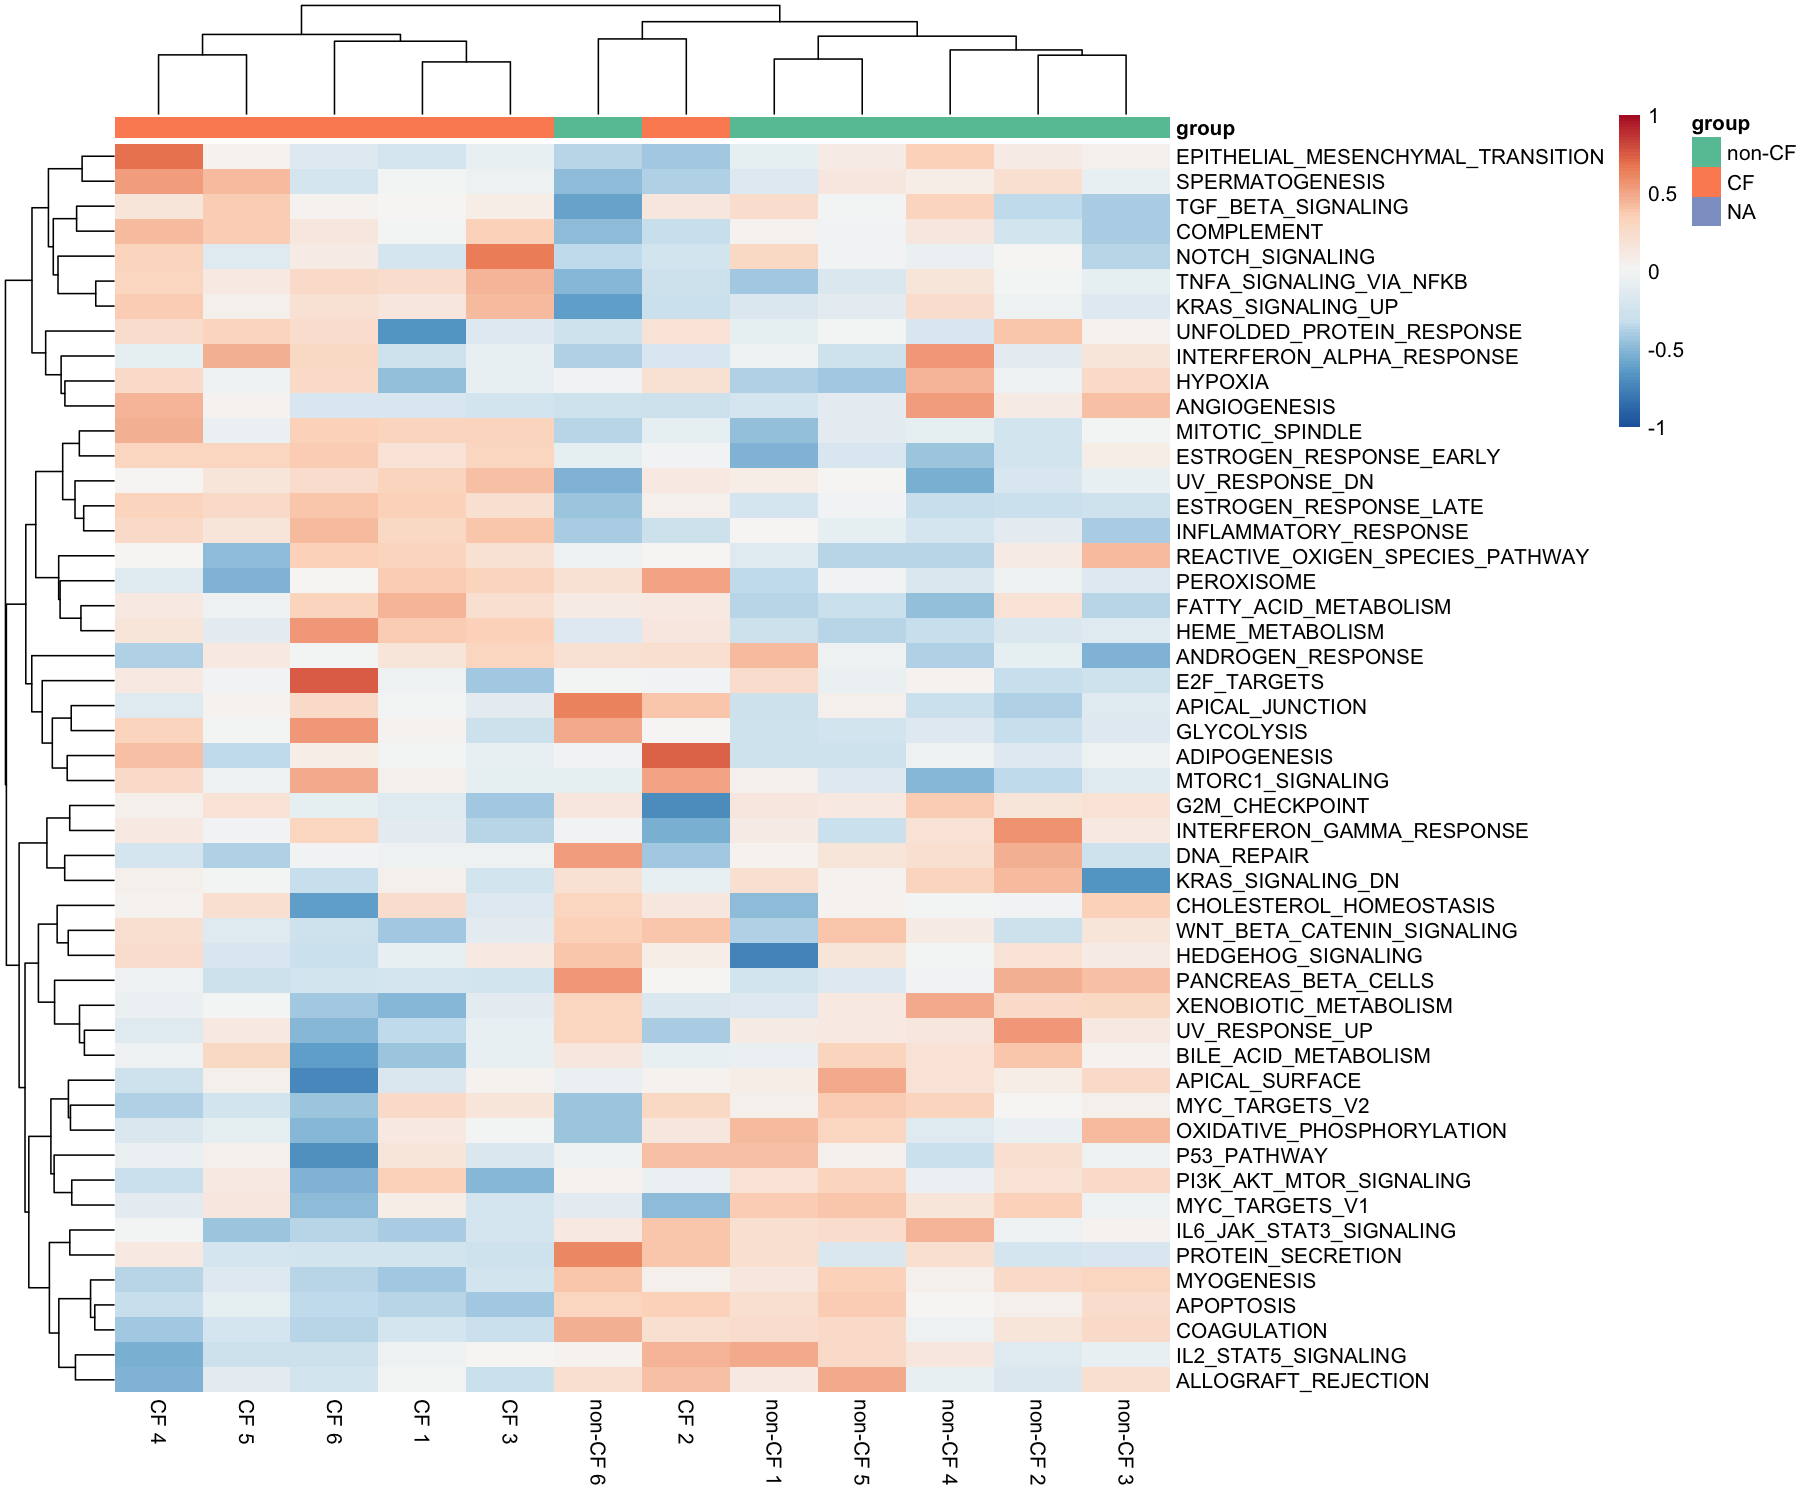 group
EPITHELIAL_MESENCHYMAL_TRANSITION
SPERMATOGENESIS
TGF_BETA_SIGNALING
COMPLEMENT
NOTCH_SIGNALING
TNFA_SIGNALING_VIA_NFKB
KRAS_SIGNALING_UP
UNFOLDED_PROTEIN_RESPONSE
INTERFERON_ALPHA_RESPONSE
HYPOXIA
ANGIOGENESIS
MITOTIC_SPINDLE
ESTROGEN_RESPONSE_EARLY
UV_RESPONSE_DN
ESTROGEN_RESPONSE_LATE
INFLAMMATORY_RESPONSE
REACTIVE_OXIGEN_SPECIES_PATHWAY
PEROXISOME
FATTY_ACID_METABOLISM
HEME_METABOLISM
ANDROGEN_RESPONSE
E2F_TARGETS
APICAL_JUNCTION
GLYCOLYSIS
ADIPOGENESIS
MTORC1_SIGNALING
G2M_CHECKPOINT
INTERFERON_GAMMA_RESPONSE
DNA_REPAIR
KRAS_SIGNALING_DN
CHOLESTEROL_HOMEOSTASIS
WNT_BETA_CATENIN_SIGNALING
HEDGEHOG_SIGNALING
PANCREAS_BETA_CELLS
XENOBIOTIC_METABOLISM
UV_RESPONSE_UP
BILE_ACID_METABOLISM
APICAL_SURFACE
MYC_TARGETS_V2
OXIDATIVE_PHOSPHORYLATION
P53_PATHWAY
PI3K_AKT_MTOR_SIGNALING
MYC_TARGETS_V1
IL6_JAK_STAT3_SIGNALING
PROTEIN_SECRETION
MYOGENESIS
APOPTOSIS
COAGULATION
IL2_STAT5_SIGNALING
ALLOGRAFT_REJECTION
CF 4
CF 5
CF 6
CF 1
CF 3
non-CF 6
CF 2
non-CF 1
non-CF 5
non-CF 4
non-CF 2
non-CF 3
1
0.5
0
-0.5
-1
group
non-CF
CF
NA